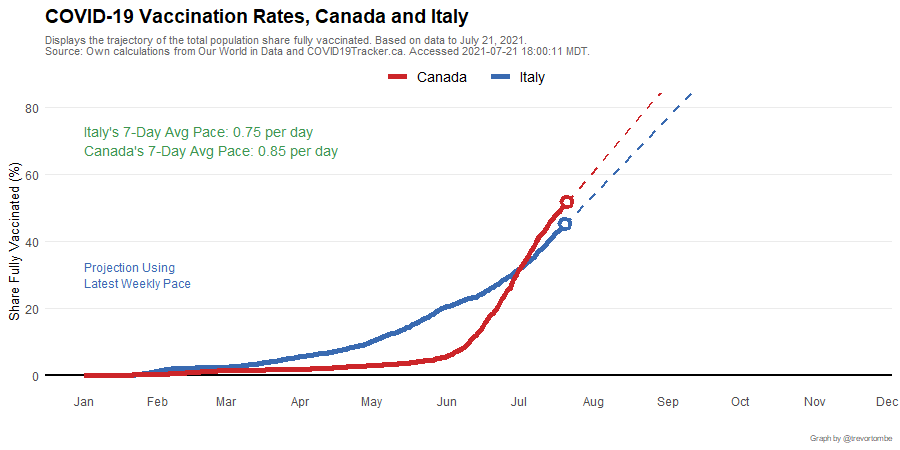 COVID-19 Vaccination Rates, Canada and Italy
Displays the trajectory of the total population share fully vaccinated. Based on data to July 21, 2021.
Source: Own calculations from Our World in Data and COVID19Tracker.ca. Accessed 2021-07-21 18:00:11 MDT.
Canada Italy
80
Italy's 7-Day Avg Pace: 0.75 per day
Canada's 7-Day Avg Pace: 0.85 per day
60
Share Fully Vaccinated (%)
40
Projection Using
Latest Weekly Pace
20
0
Jan Feb Mar Apr May Jun Jul Aug Sep Oct Nov Dec
Graph by @trevortombe